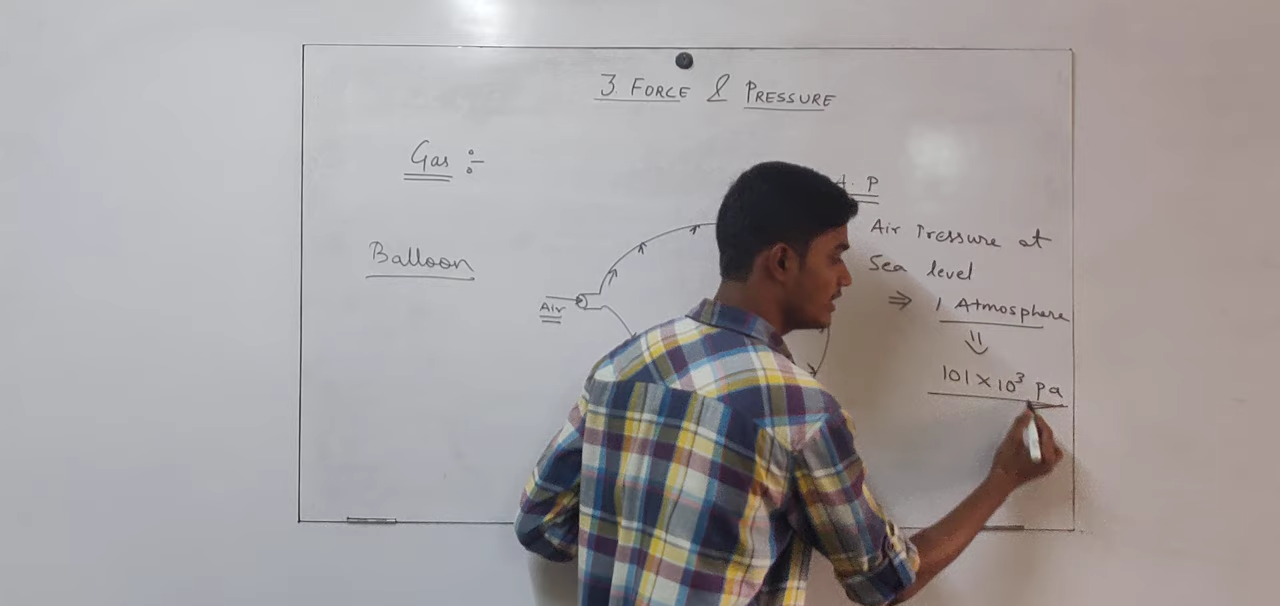 3. FORCE & PRESSURE
Gas :-
Balloon
Air
P
Air Pressure at
Sea level
⇒ 1 Atmosphere
101 × 10³ pa